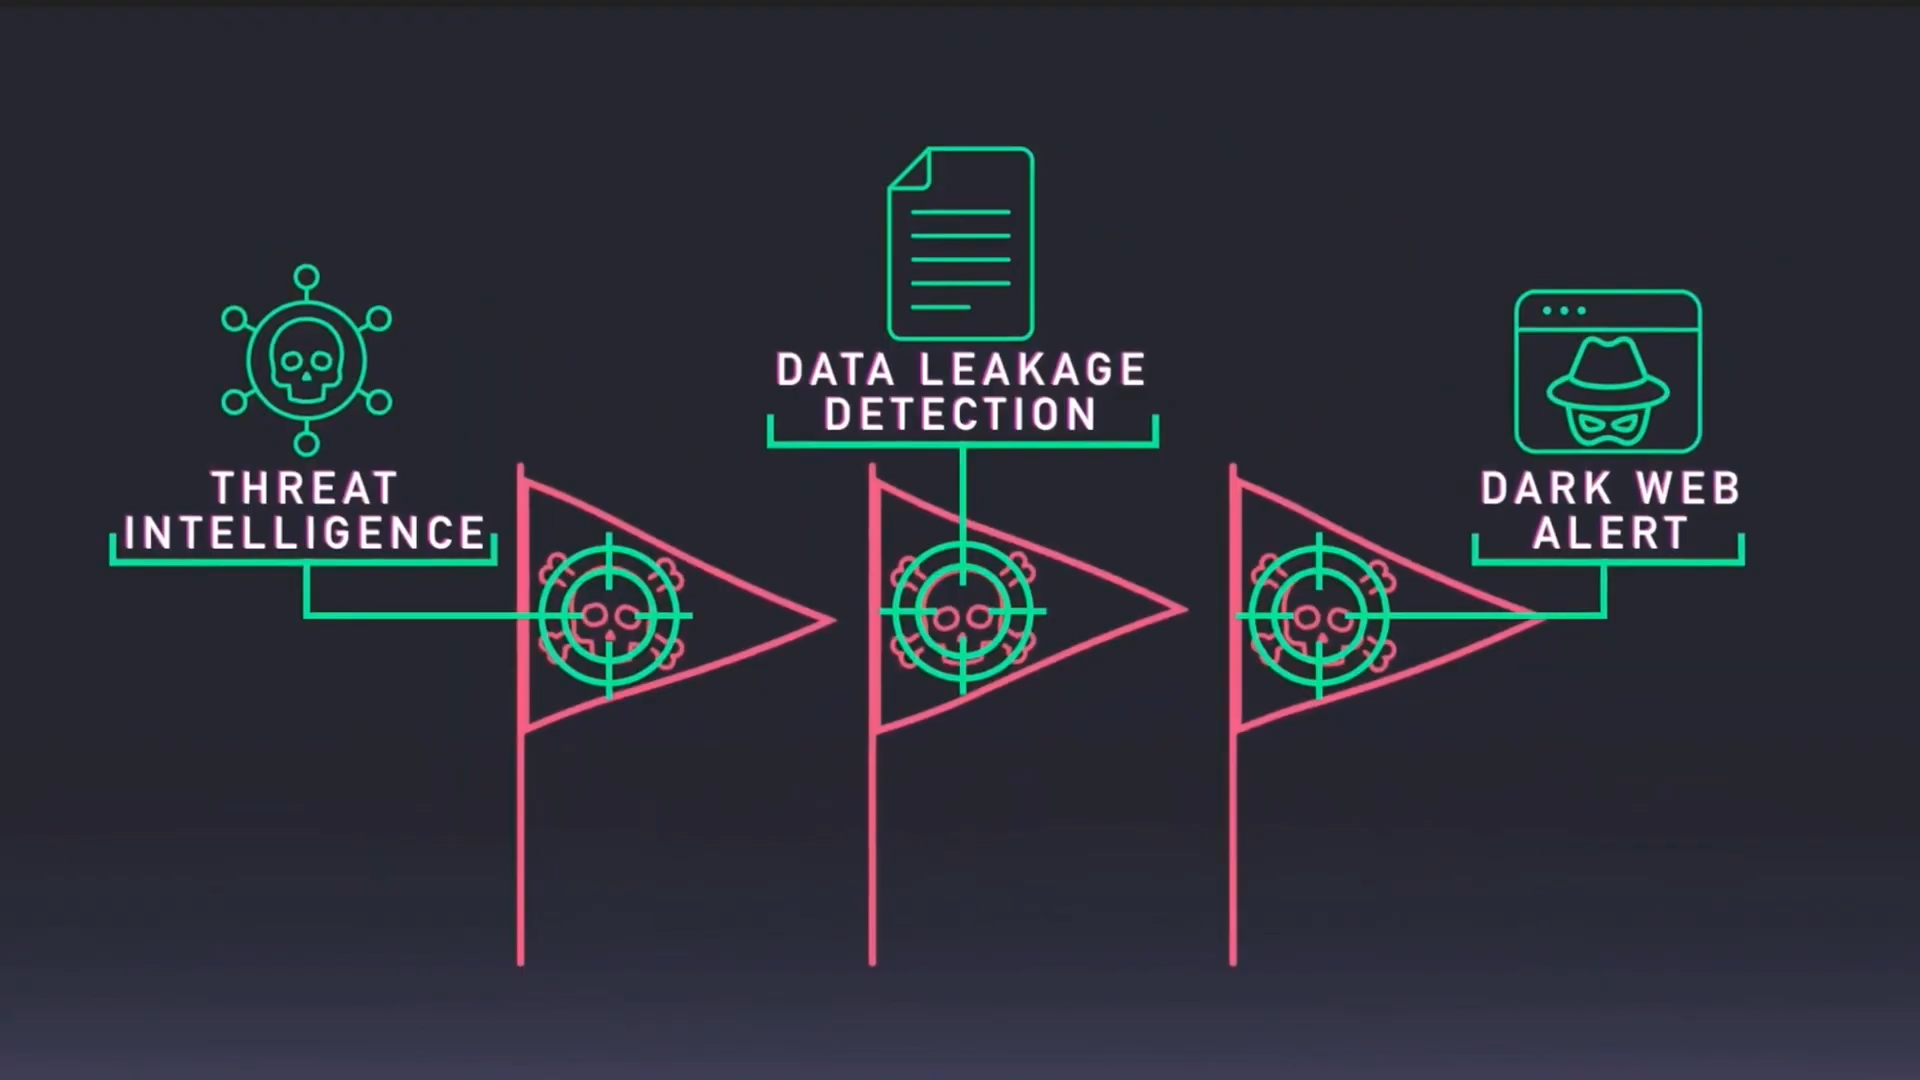 THREAT
INTELLIGENCE
DATA LEAKAGE
DETECTION
DARK WEB
ALERT